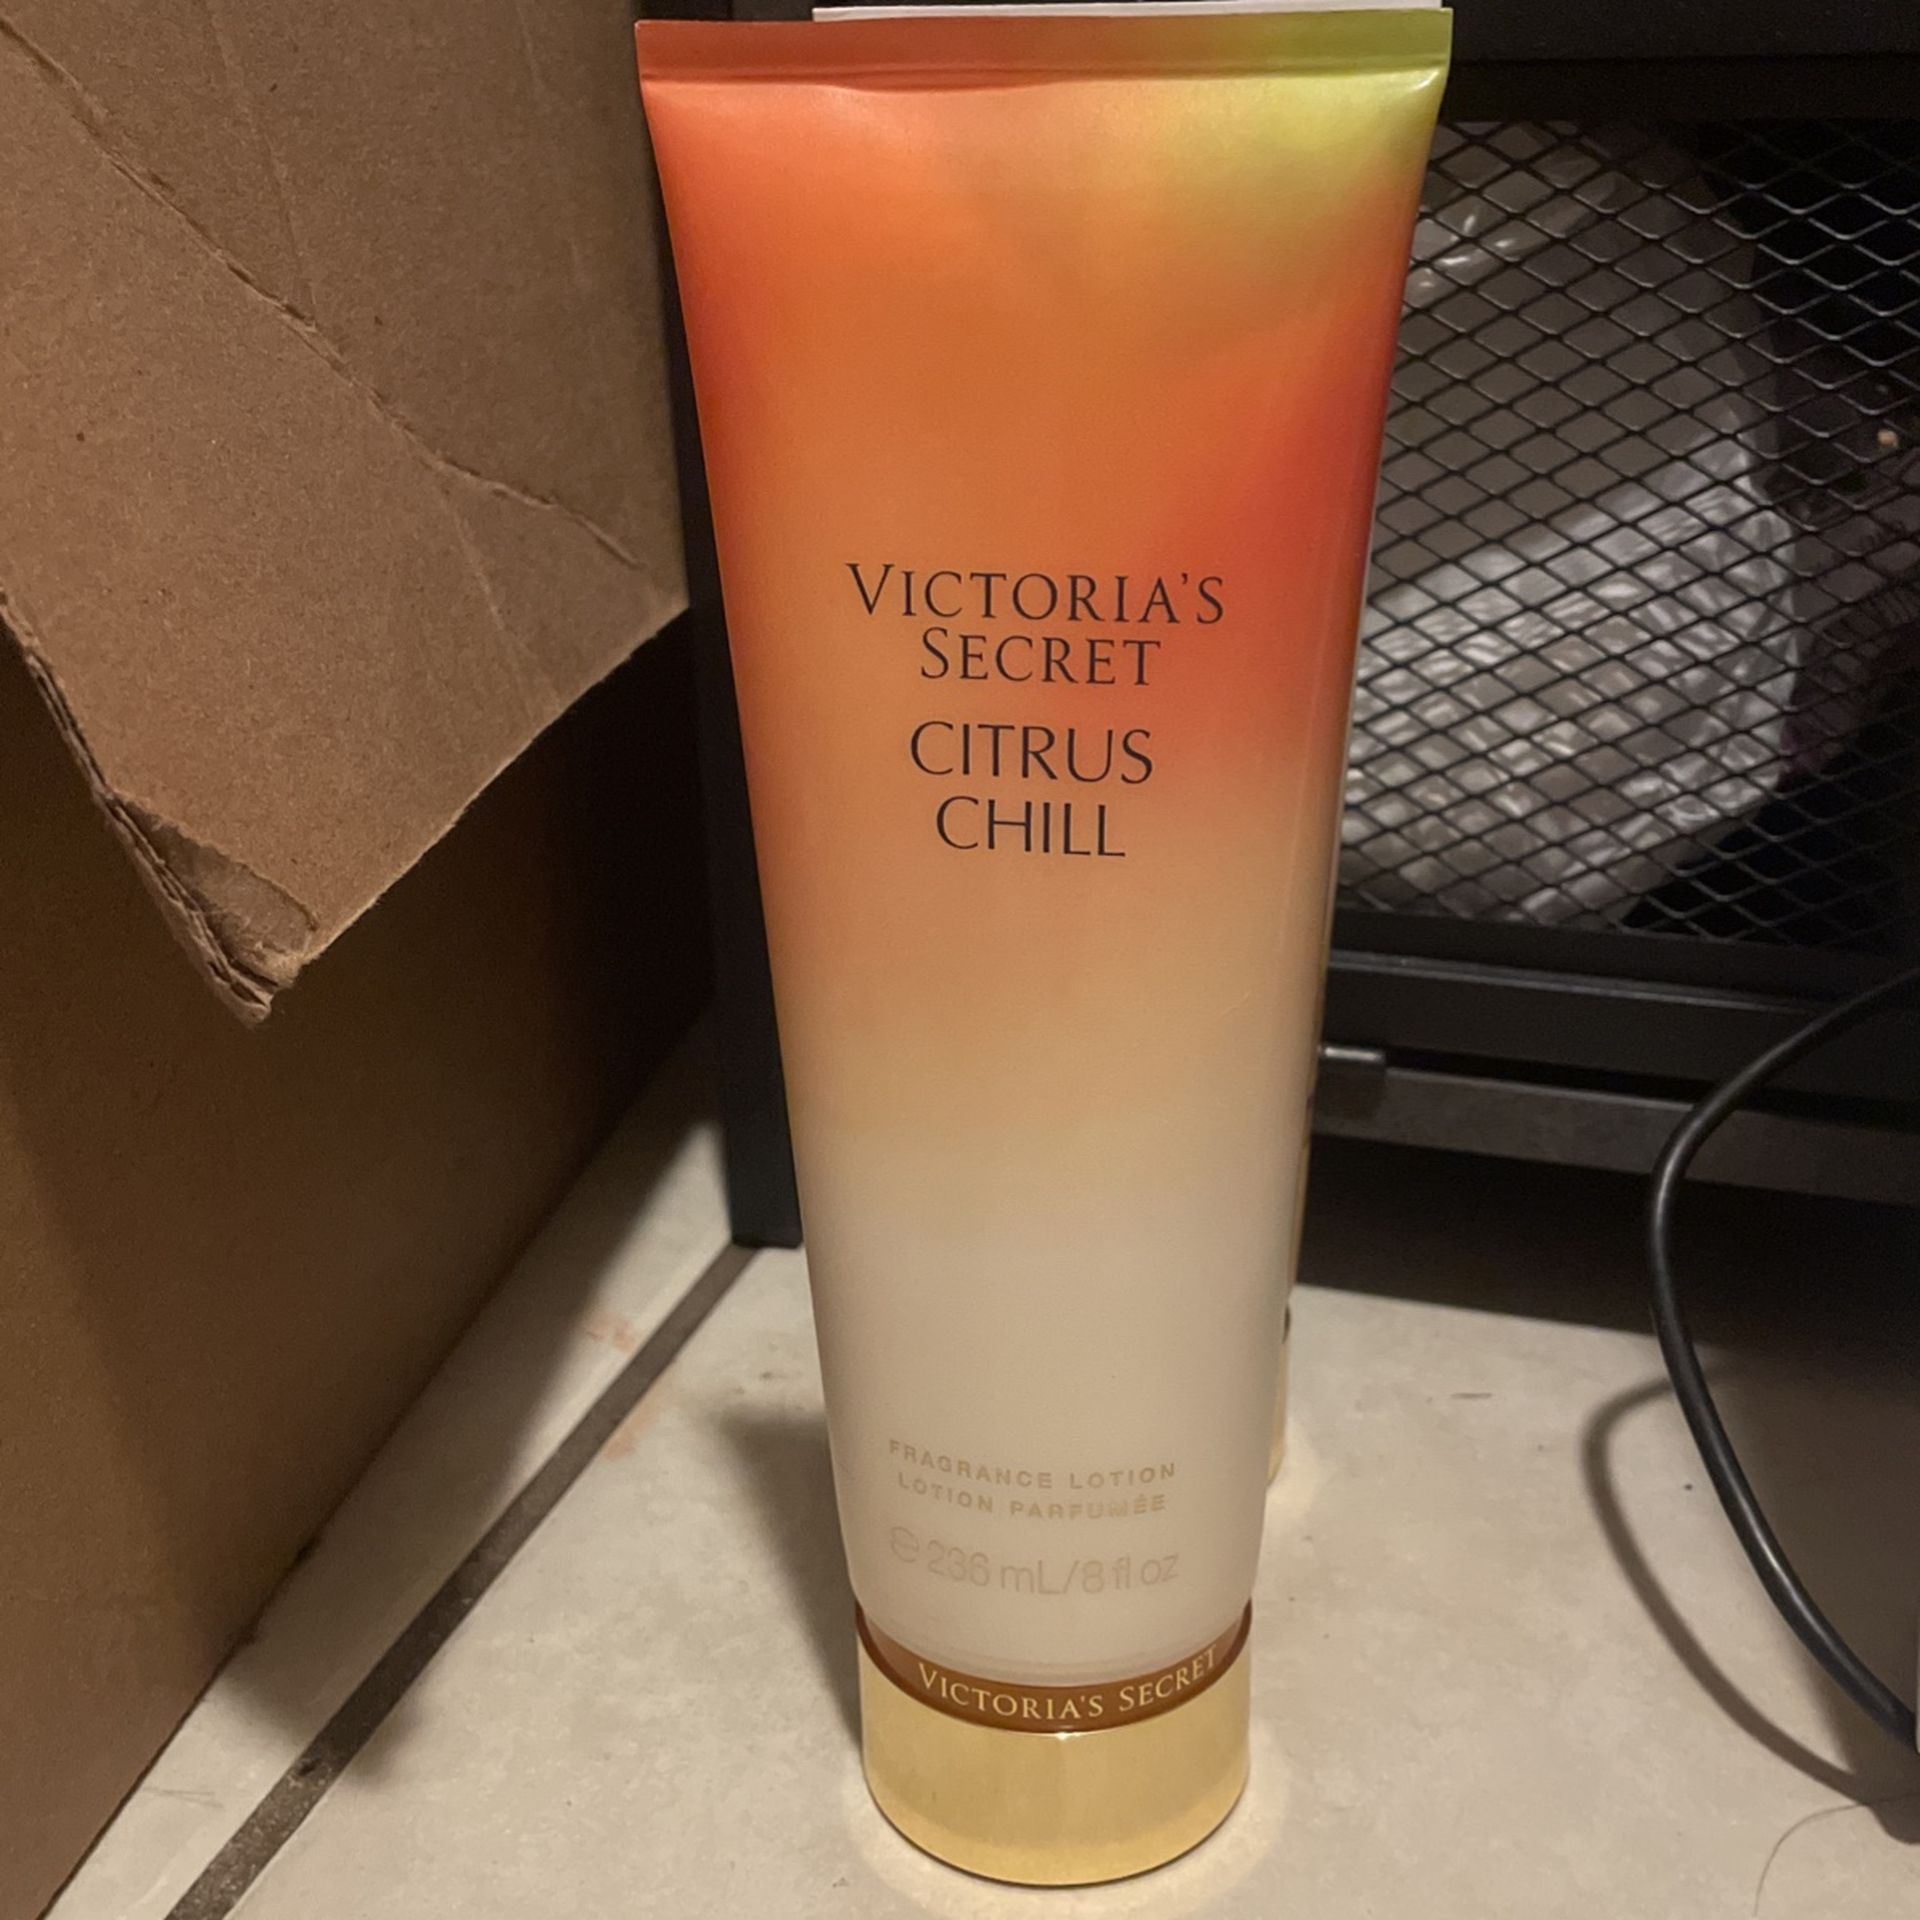 VICTORIA'S
SECRET
CITRUS
CHILL
FRAGRANCE LOTION
LOTION PARFUMÉE
℮ 236 mL/8 fl oz
VICTORIA'S SECRET